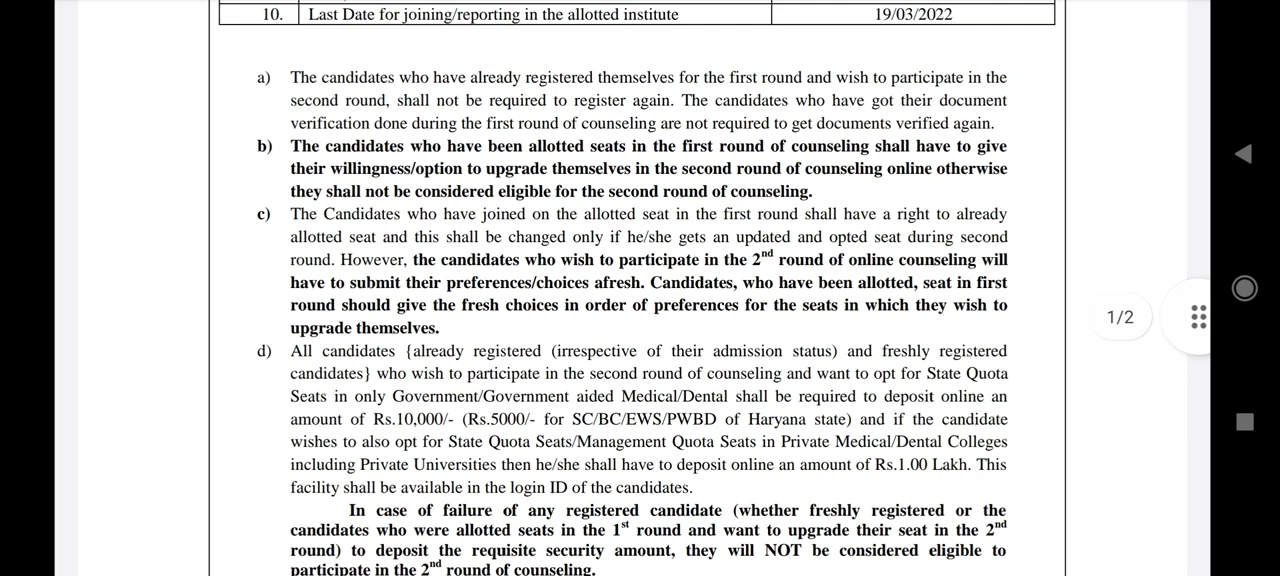 10. Last Date for joining/reporting in the allotted institute 19/03/2022
a) The candidates who have already registered themselves for the first round and wish to participate in the
second round, shall not be required to register again. The candidates who have got their document
verification done during the first round of counseling are not required to get documents verified again.
b) The candidates who have been allotted seats in the first round of counseling shall have to give
their willingness/option to upgrade themselves in the second round of counseling online otherwise
they shall not be considered eligible for the second round of counseling.
c) The Candidates who have joined on the allotted seat in the first round shall have a right to already
allotted seat and this shall be changed only if he/she gets an updated and opted seat during second
round. However, the candidates who wish to participate in the 2nd round of online counseling will
have to submit their preferences/choices afresh. Candidates, who have been allotted, seat in first
round should give the fresh choices in order of preferences for the seats in which they wish to
upgrade themselves.
1/2
d) All candidates {already registered (irrespective of their admission status) and freshly registered
candidates} who wish to participate in the second round of counseling and want to opt for State Quota
Seats in only Government/Government aided Medical/Dental shall be required to deposit online an
amount of Rs.10,000/- (Rs.5000/- for SC/BC/EWS/PWBD of Haryana state) and if the candidate
wishes to also opt for State Quota Seats/Management Quota Seats in Private Medical/Dental Colleges
including Private Universities then he/she shall have to deposit online an amount of Rs.1.00 Lakh. This
facility shall be available in the login ID of the candidates.
In case of failure of any registered candidate (whether freshly registered or the
candidates who were allotted seats in the 1st round and want to upgrade their seat in the 2nd
round) to deposit the requisite security amount, they will NOT be considered eligible to
participate in the 2nd round of counseling.